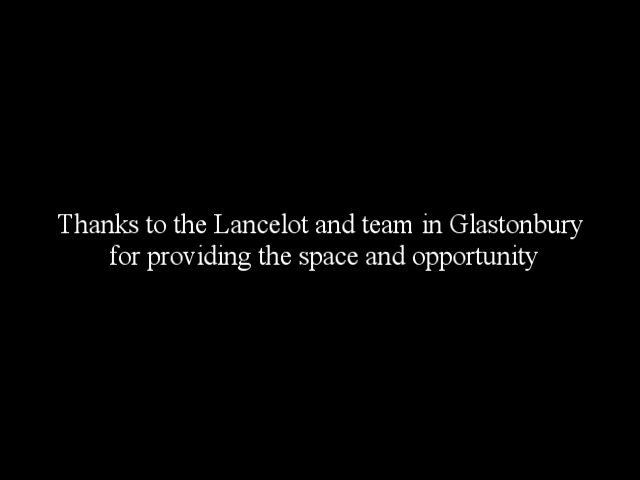 Thanks to the Lancelot and team in Glastonbury
for providing the space and opportunity